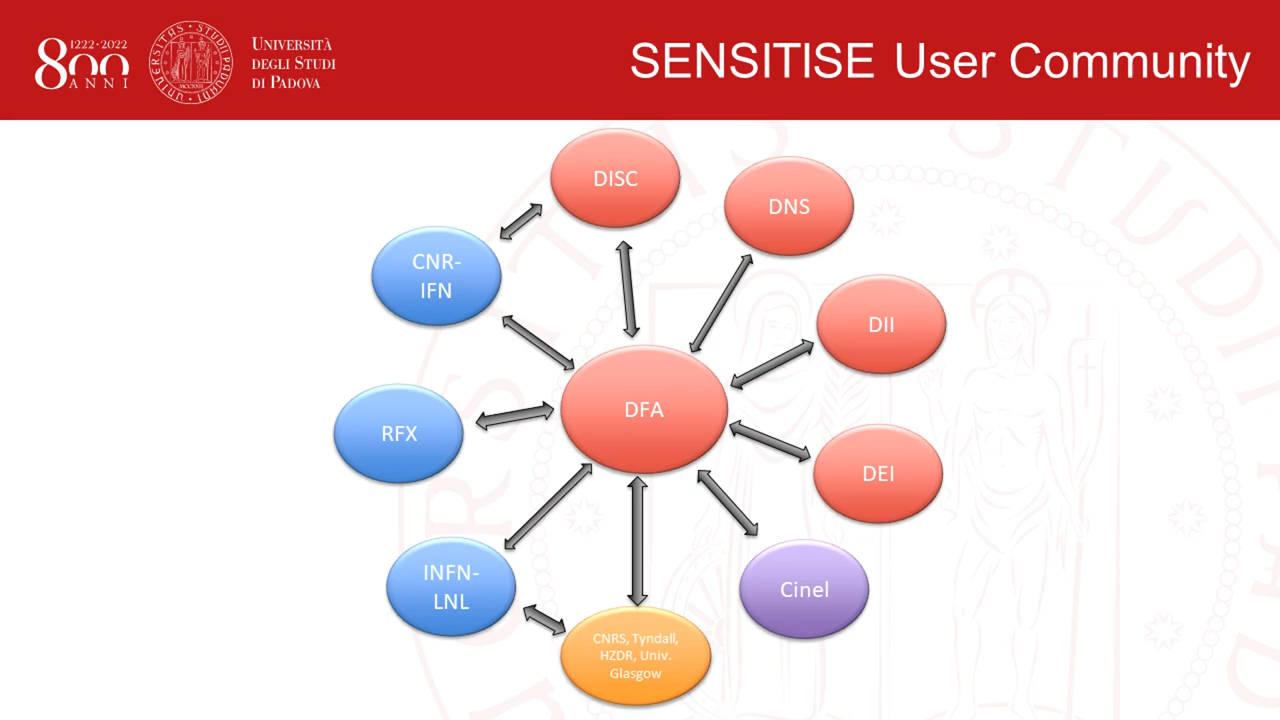 800
1222·2022
ANNI
UNIVERSITÀ
DEGLI STUDI
DI PADOVA
SENSITISE User Community
DISC
DNS
CNR-
IFN
DII
DFA
RFX
DEI
INFN-
LNL
Cinel
CNRS, Tyndall,
HZDR, Univ.
Glasgow